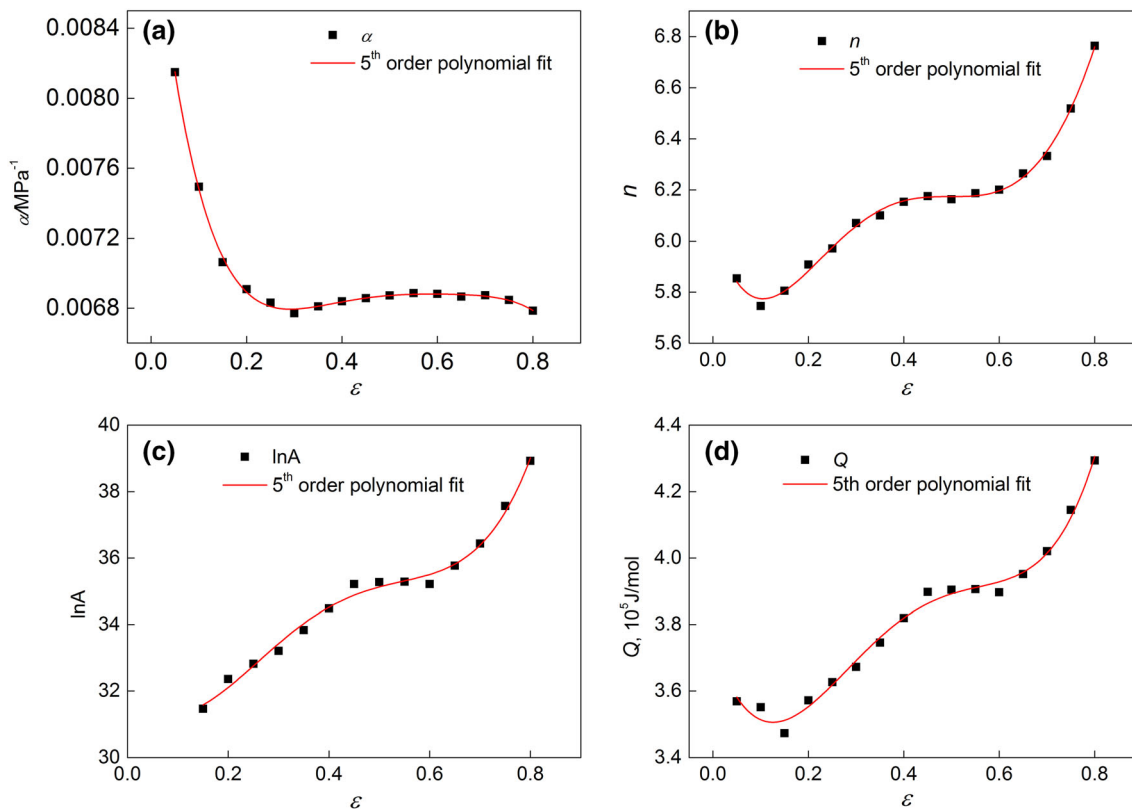 (a)
α
5th order polynomial fit
0.0084
0.0080
0.0076
0.0072
0.0068
α/MPa-1
0.0 0.2 0.4 0.6 0.8
ε
(b)
n
5th order polynomial fit
6.8
6.6
6.4
6.2
6.0
5.8
5.6
n
0.0 0.2 0.4 0.6 0.8
ε
(c)
lnA
5th order polynomial fit
40
38
36
34
32
30
lnA
0.0 0.2 0.4 0.6 0.8
ε
(d)
Q
5th order polynomial fit
4.4
4.2
4.0
3.8
3.6
3.4
Q, 105J/mol
0.0 0.2 0.4 0.6 0.8
ε